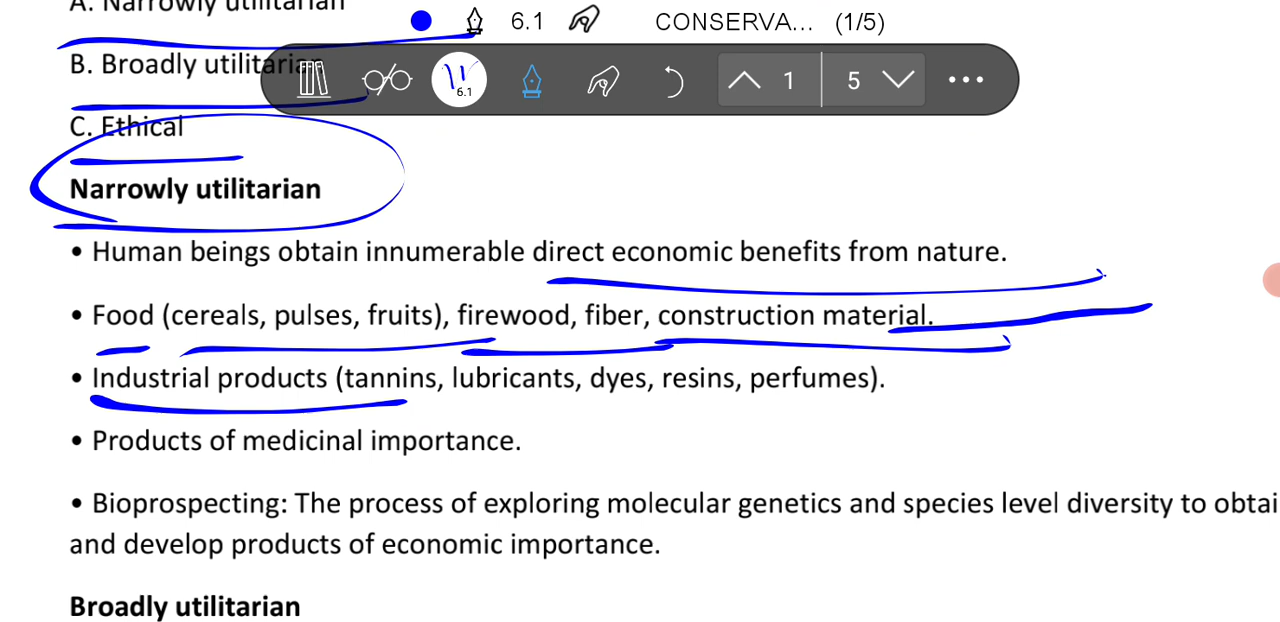 A. Narrowly utilitarian
6.1 CONSERVA... (1/5)
B. Broadly utilitarian
6.1 1 5
C. Ethical
Narrowly utilitarian
• Human beings obtain innumerable direct economic benefits from nature.
• Food (cereals, pulses, fruits), firewood, fiber, construction material.
• Industrial products (tannins, lubricants, dyes, resins, perfumes).
• Products of medicinal importance.
• Bioprospecting: The process of exploring molecular genetics and species level diversity to obtai
and develop products of economic importance.
Broadly utilitarian